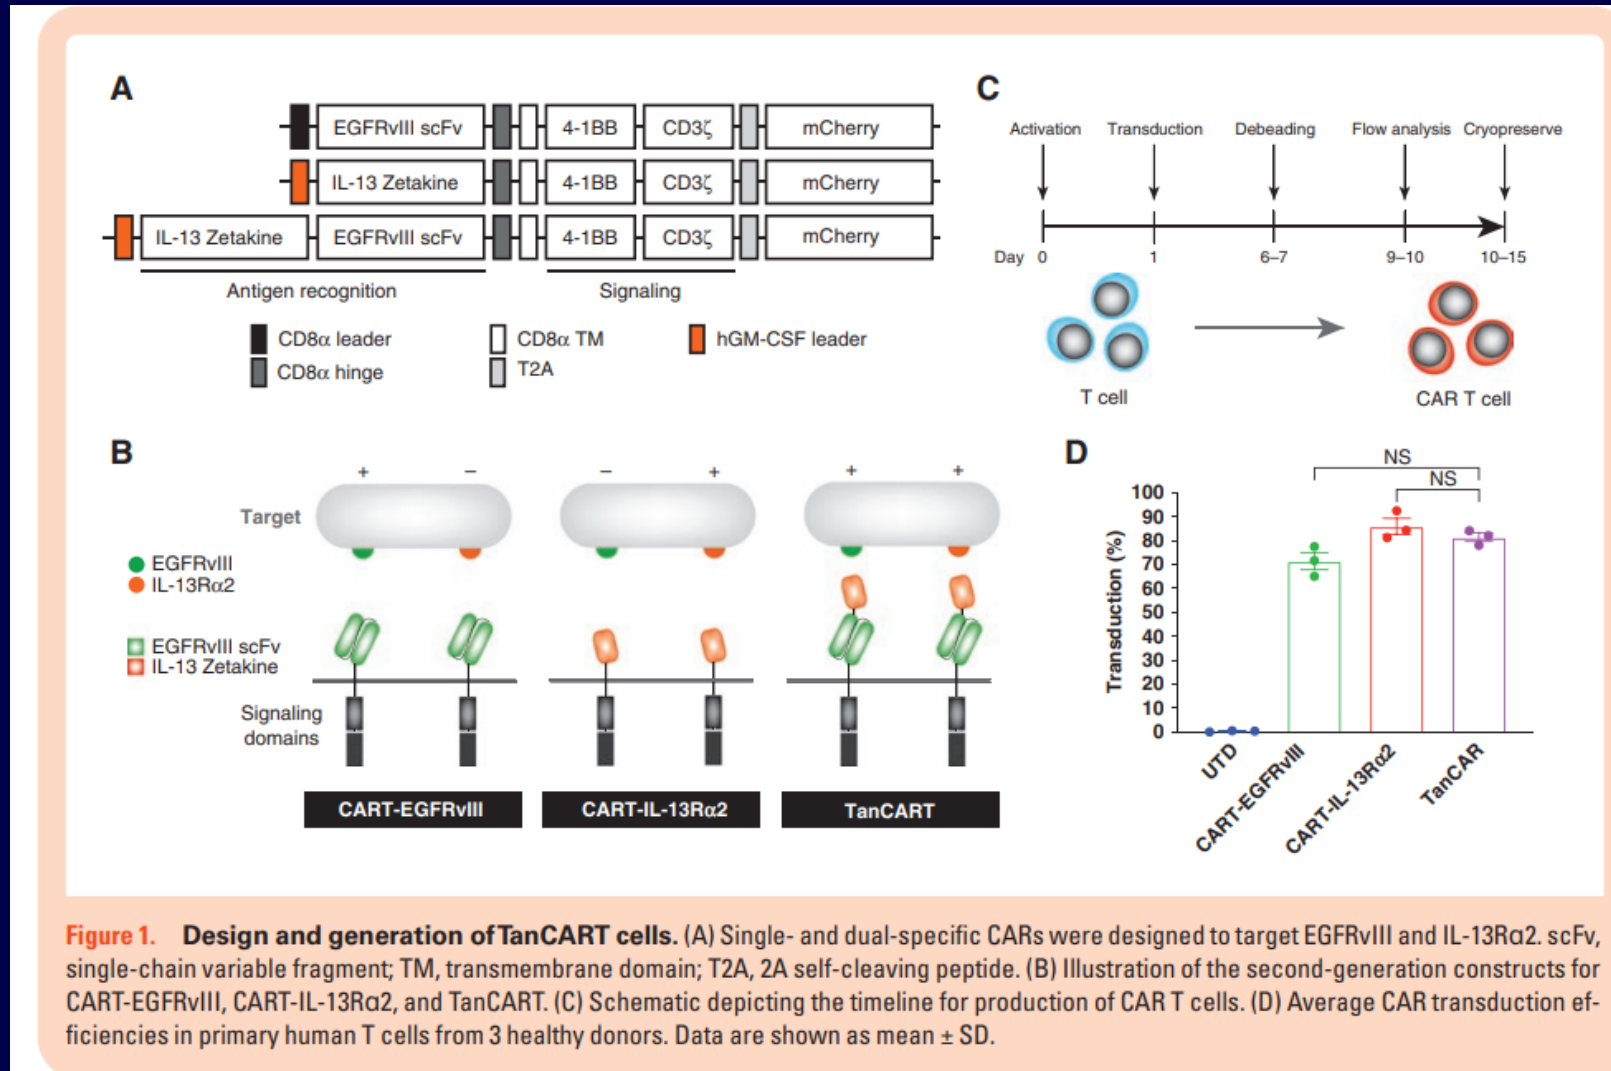 A
EGFRvIII scFv 4-1BB CD3ζ mCherry
IL-13 Zetakine 4-1BB CD3ζ mCherry
IL-13 Zetakine EGFRvIII scFv 4-1BB CD3ζ mCherry
Antigen recognition Signaling
CD8α leader CD8α TM hGM-CSF leader
CD8α hinge T2A
C
Activation Transduction Debeading Flow analysis Cryopreserve
Day 0 1 6–7 9–10 10–15
T cell CAR T cell
B
+ – – + + +
Target
EGFRvIII
IL-13Rα2
EGFRvIII scFv
IL-13 Zetakine
Signaling
domains
CART-EGFRvIII CART-IL-13Rα2 TanCART
D
NS
NS
Transduction (%)
100
90
80
70
60
50
40
30
20
10
0
UTD
CART-EGFRvIII
CART-IL-13Rα2
TanCAR
Figure 1. Design and generation of TanCART cells. (A) Single- and dual-specific CARs were designed to target EGFRvIII and IL-13Rα2. scFv,
single-chain variable fragment; TM, transmembrane domain; T2A, 2A self-cleaving peptide. (B) Illustration of the second-generation constructs for
CART-EGFRvIII, CART-IL-13Rα2, and TanCART. (C) Schematic depicting the timeline for production of CAR T cells. (D) Average CAR transduction ef-
ficiencies in primary human T cells from 3 healthy donors. Data are shown as mean ± SD.